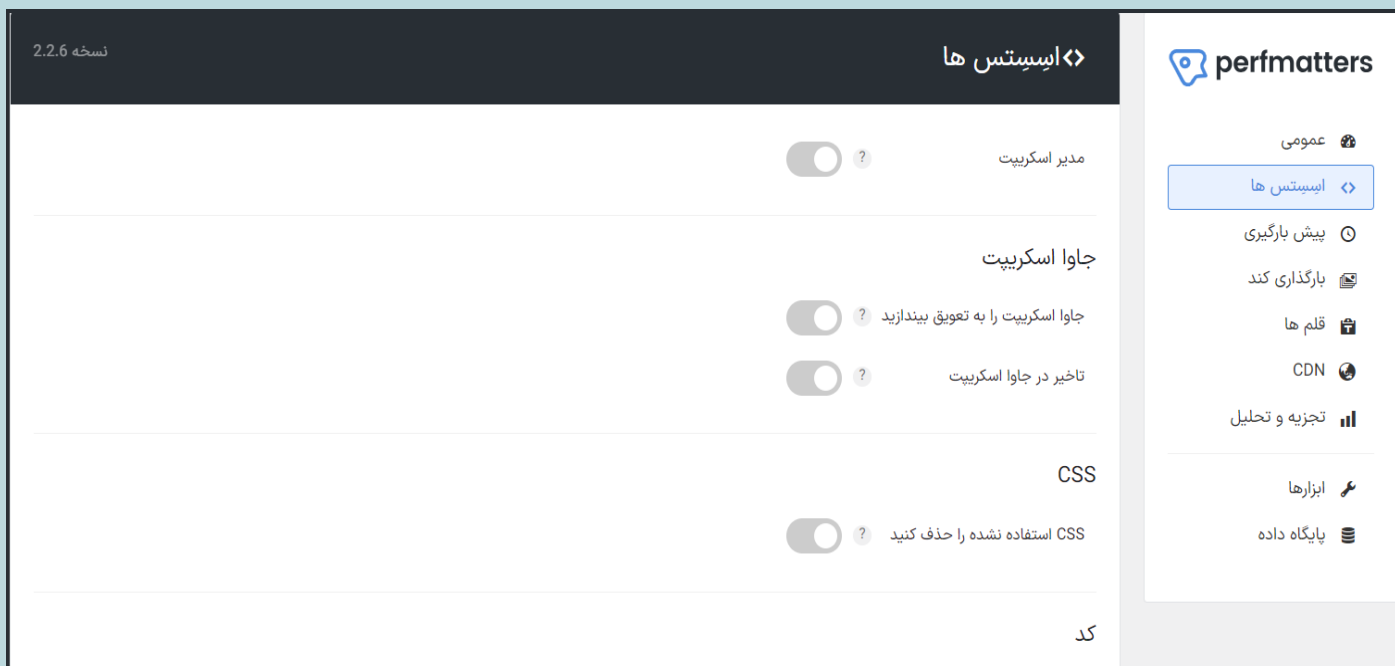 perfmatters
عمومی
اسِسِتس ها
پیش بارگیری
بارگذاری کند
قلم ها
CDN
تجزیه و تحلیل
ابزارها
پایگاه داده
اسِسِتس ها
نسخه 2.2.6
مدیر اسکریپت ?
جاوا اسکریپت
جاوا اسکریپت را به تعویق بیندازید ?
تاخیر در جاوا اسکریپت ?
CSS
CSS استفاده نشده را حذف کنید ?
کد